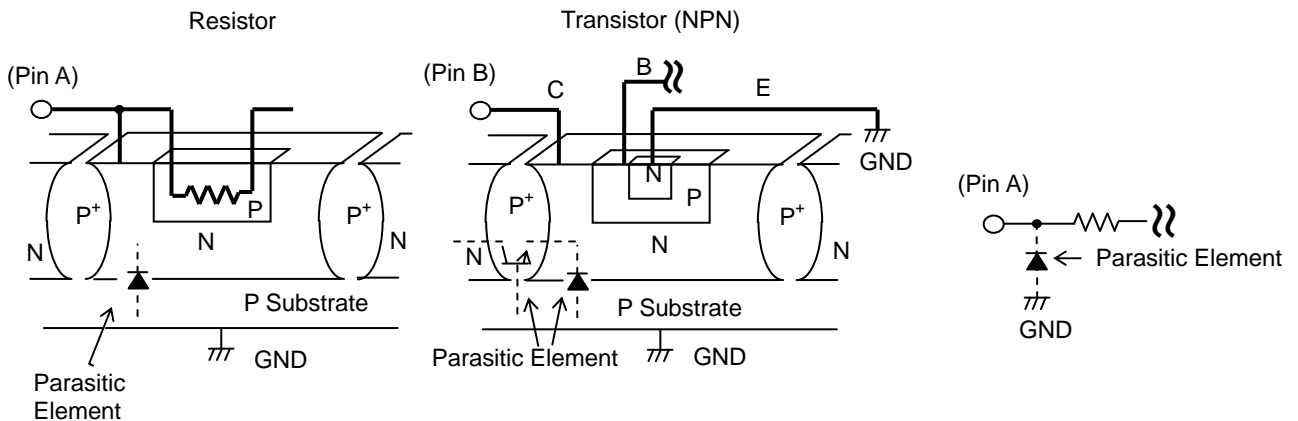 Resistor
(Pin A)
P+
N
P
N
P+
N
P Substrate
GND
Parasitic
Element
Transistor (NPN)
(Pin B)
C
B
E
GND
P+
N
N
P
N
P+
N
P Substrate
Parasitic Element
GND
(Pin A)
Parasitic Element
GND